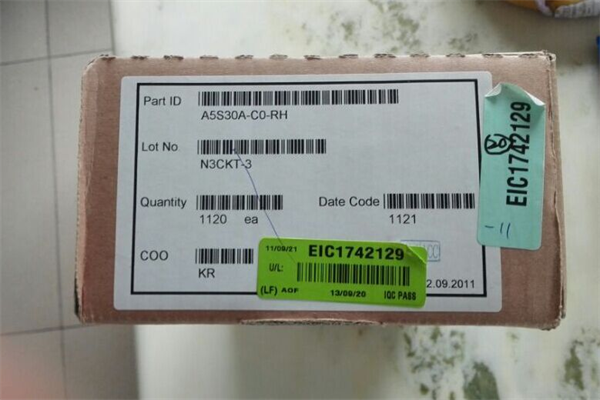 Part ID
A5S30A-C0-RH
Lot No
N3CKT-3
Quantity
1120 ea
Date Code
1121
COO
KR
2.09.2011
11/09/21 EIC1742129
U/L:
(LF) AOF 13/09/20 IQC PASS
EIC1742129
20
-11